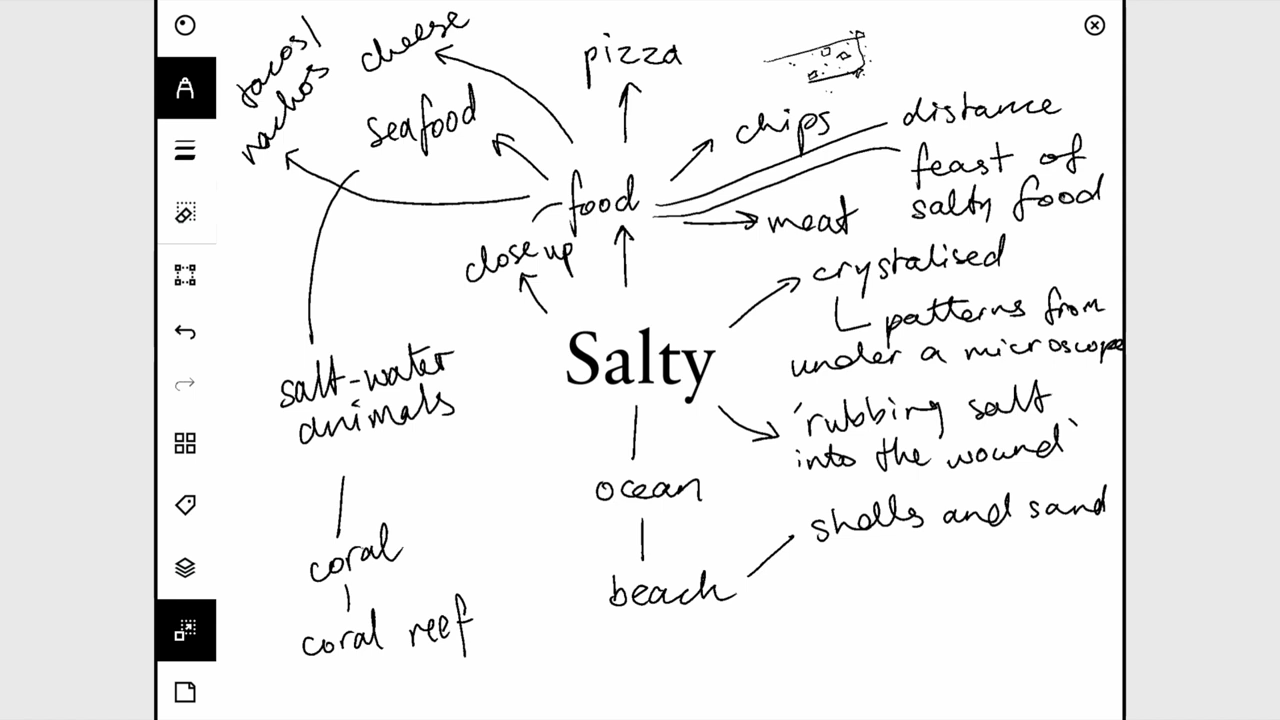 tacos/
nachos
cheese
pizza
seafood
chips
distance
feast of
salty food
food
meat
close up
crystalised
patterns from
under a microscope
Salty
salt-water
animals
'rubbing salt
into the wound'
ocean
shells and sand
coral
beach
coral reef